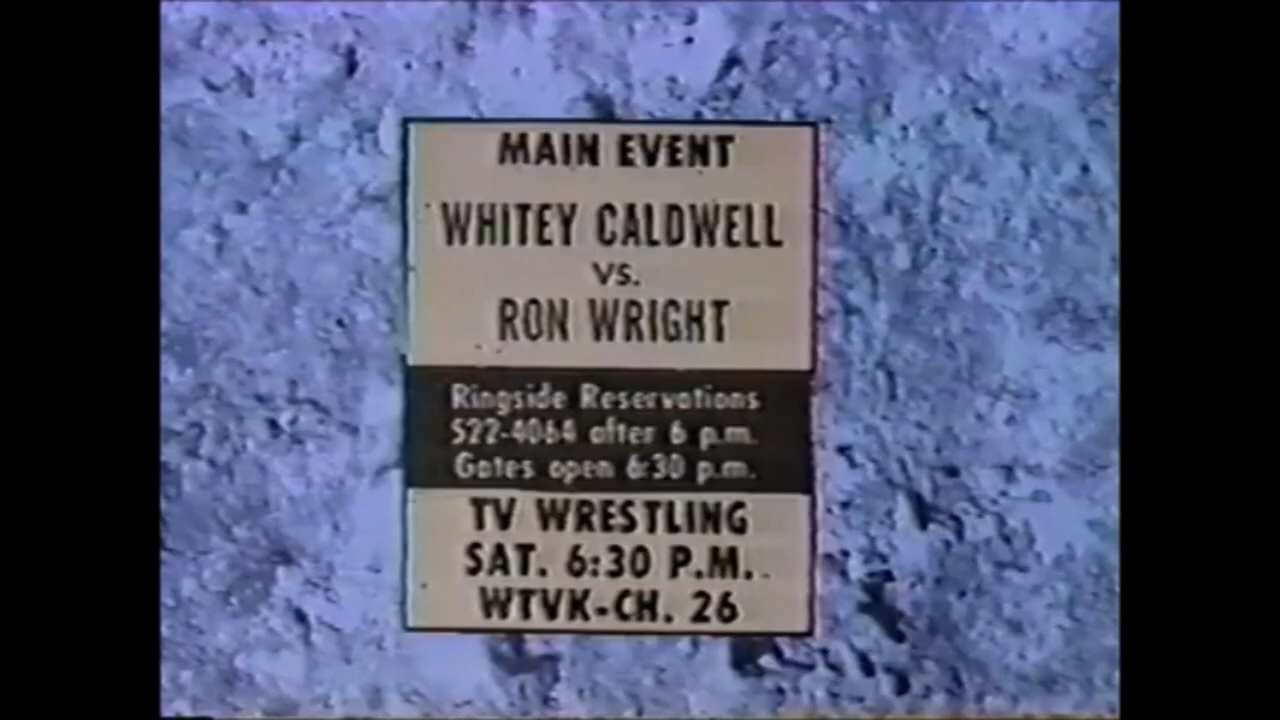 MAIN EVENT
WHITEY CALDWELL
VS.
RON WRIGHT
Ringside Reservations
522-4064 after 6 p.m.
Gates open 6:30 p.m.
TV WRESTLING
SAT. 6:30 P.M.
WTVK-CH. 26